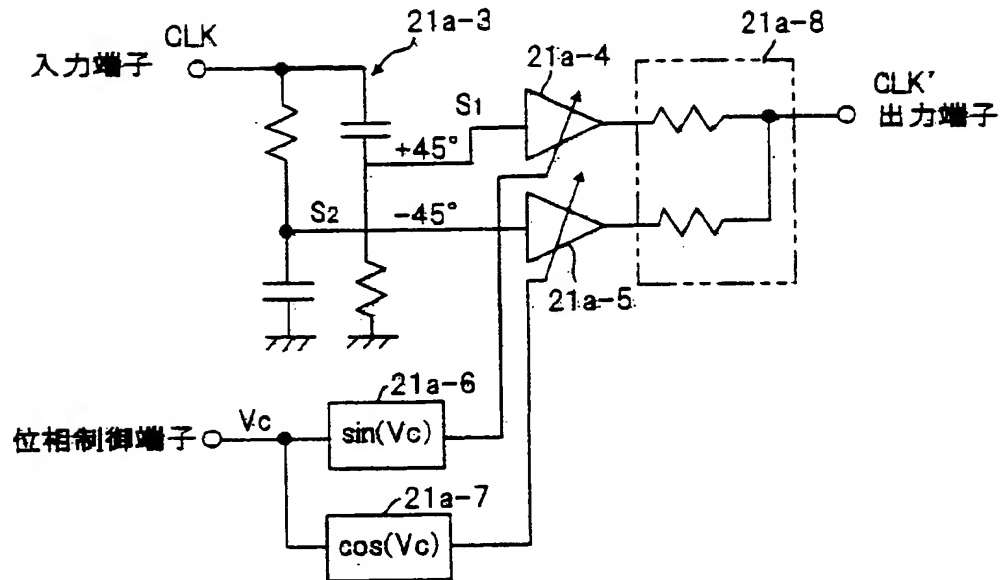 CLK
入力端子
21a-3
21a-4
21a-8
CLK'
出力端子
S1
+45°
S2
-45°
21a-5
21a-6
Vc
位相制御端子
sin(Vc)
21a-7
cos(Vc)